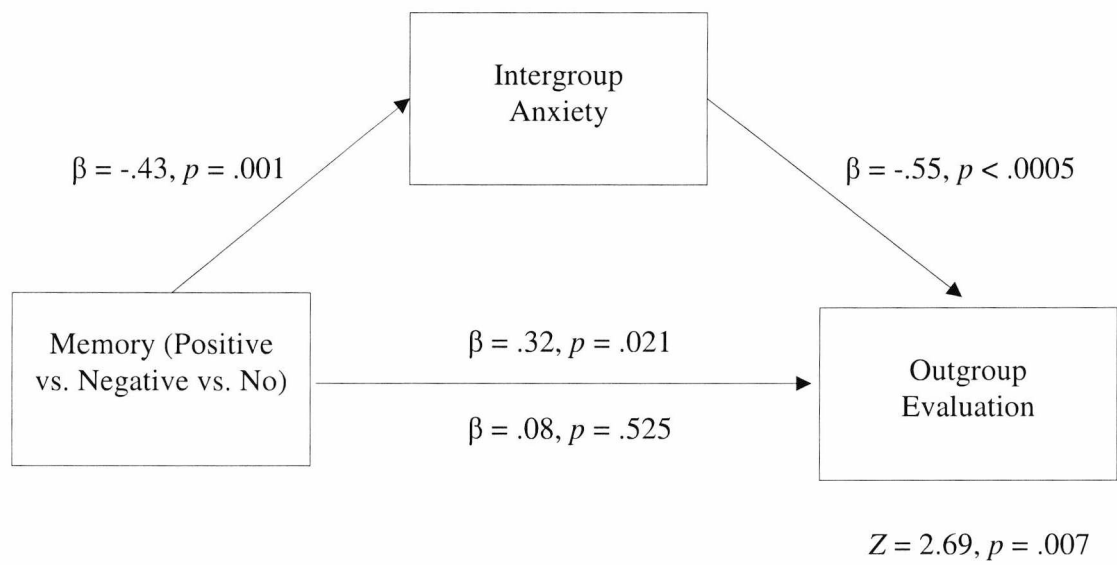 Intergroup
Anxiety
β = -.43, p = .001
β = -.55, p < .0005
Memory (Positive
vs. Negative vs. No)
β = .32, p = .021
β = .08, p = .525
Outgroup
Evaluation
Z = 2.69, p = .007